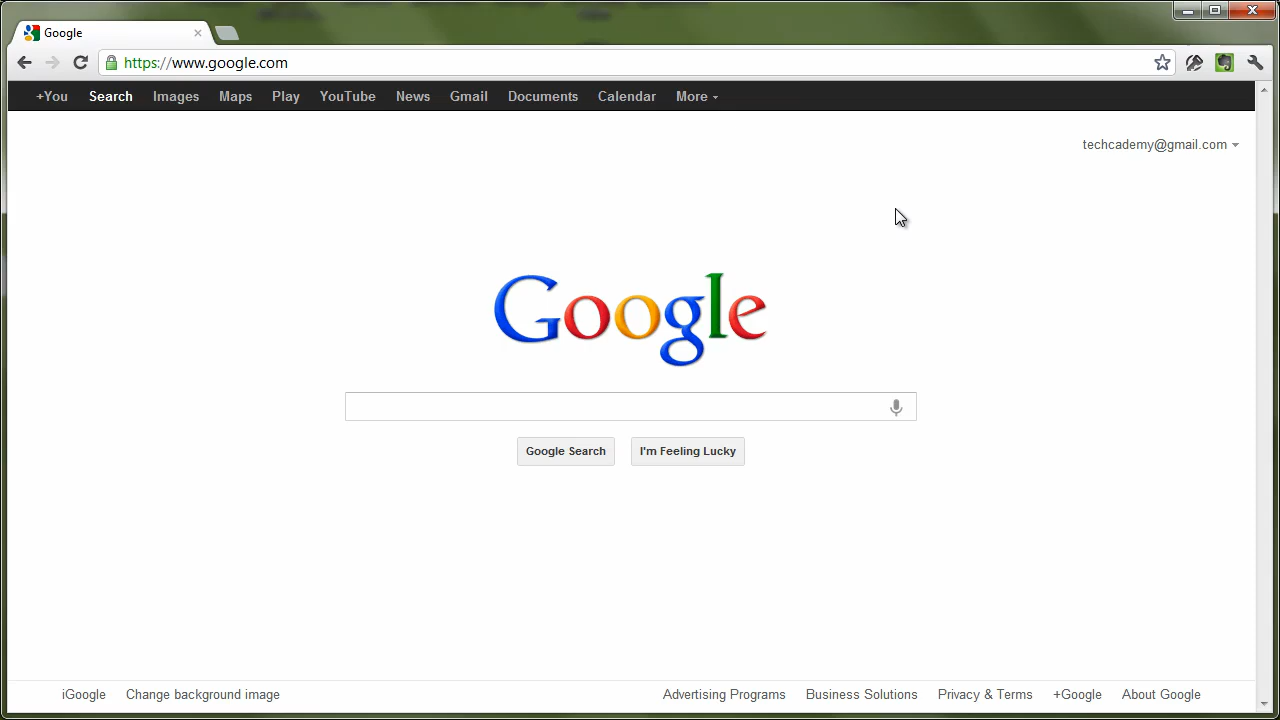 Google
https://www.google.com
+You Search Images Maps Play YouTube News Gmail Documents Calendar More
techcademy@gmail.com
Google
Google Search I'm Feeling Lucky
iGoogle Change background image Advertising Programs Business Solutions Privacy & Terms +Google About Google